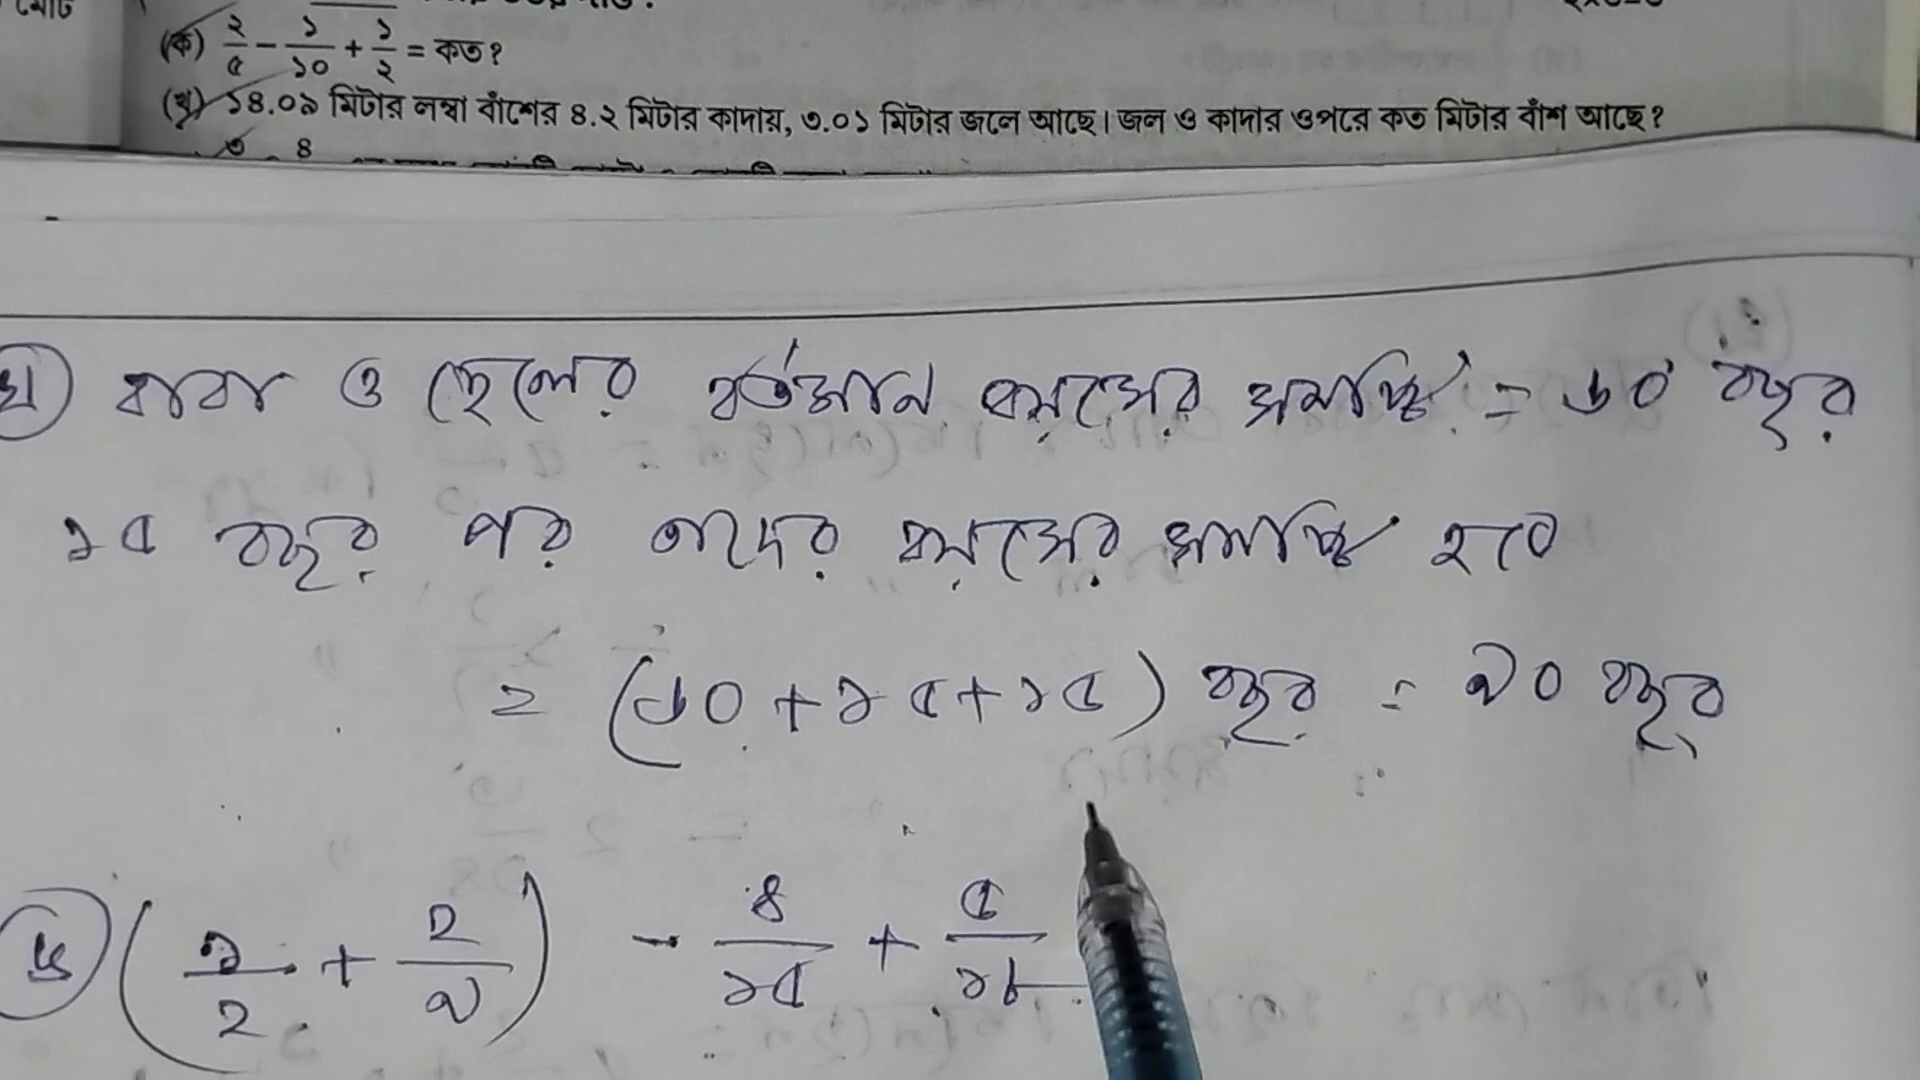 মোট
(ক) ২/৫ - ১/১০ + ১/২ = কত?
(খ) ১৪.০৯ মিটার লম্বা বাঁশের ৪.২ মিটার কাদায়, ৩.০১ মিটার জলে আছে। জল ও কাদার ওপরে কত মিটার বাঁশ আছে?
৩ ৪
ঘ) বাবা ও ছেলের বর্তমান বয়সের সমষ্টি = ৬০ বছর
১৫ বছর পর তাদের বয়সের সমষ্টি হবে
= (৬০ + ১৫ + ১৫) বছর = ৯০ বছর
ঙ) (১/২ + ২/৯) - ৪/১৫ + ৫/১৮